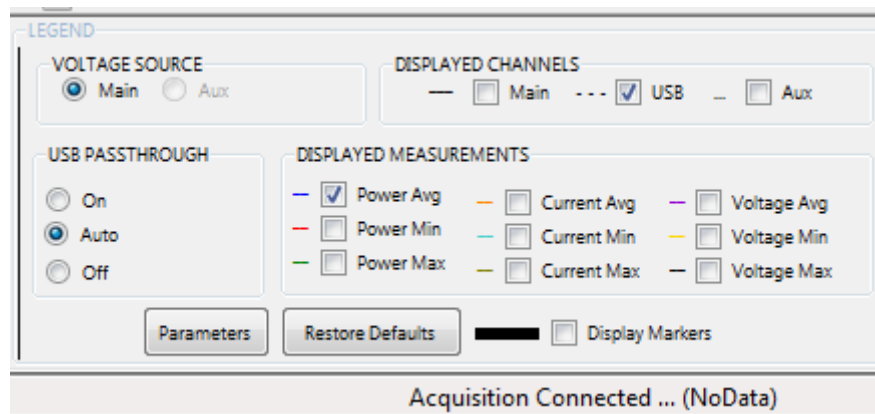 LEGEND
VOLTAGE SOURCE
Main Aux
DISPLAYED CHANNELS
Main USB Aux
USB PASSTHROUGH
On
Auto
Off
DISPLAYED MEASUREMENTS
Power Avg Current Avg Voltage Avg
Power Min Current Min Voltage Min
Power Max Current Max Voltage Max
Parameters Restore Defaults Display Markers
Acquisition Connected ... (NoData)